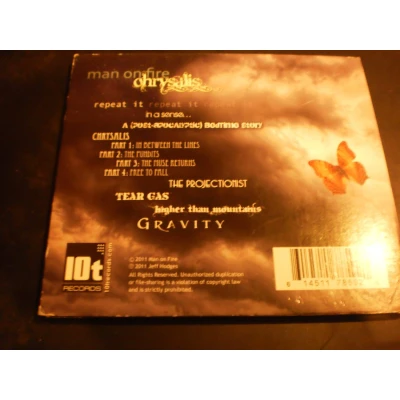 man on fire
chrysalis
repeat it repeat it
in a sense...
A (Post-Apocalyptic) Bedtime Story
CHRYSALIS
PART 1: IN BETWEEN THE LINES
PART 2: THE PUNDITS
PART 3: THE MUSE RETURNS
PART 4: FREE TO FALL
THE PROJECTIONIST
TEAR GAS
higher than mountains
GRAVITY
10t
RECORDS
© 2011 Man on Fire
℗ 2011 Jeff Hodges
All Rights Reserved. Unauthorized duplication
or file-sharing is a violation of copyright law
and is strictly prohibited.